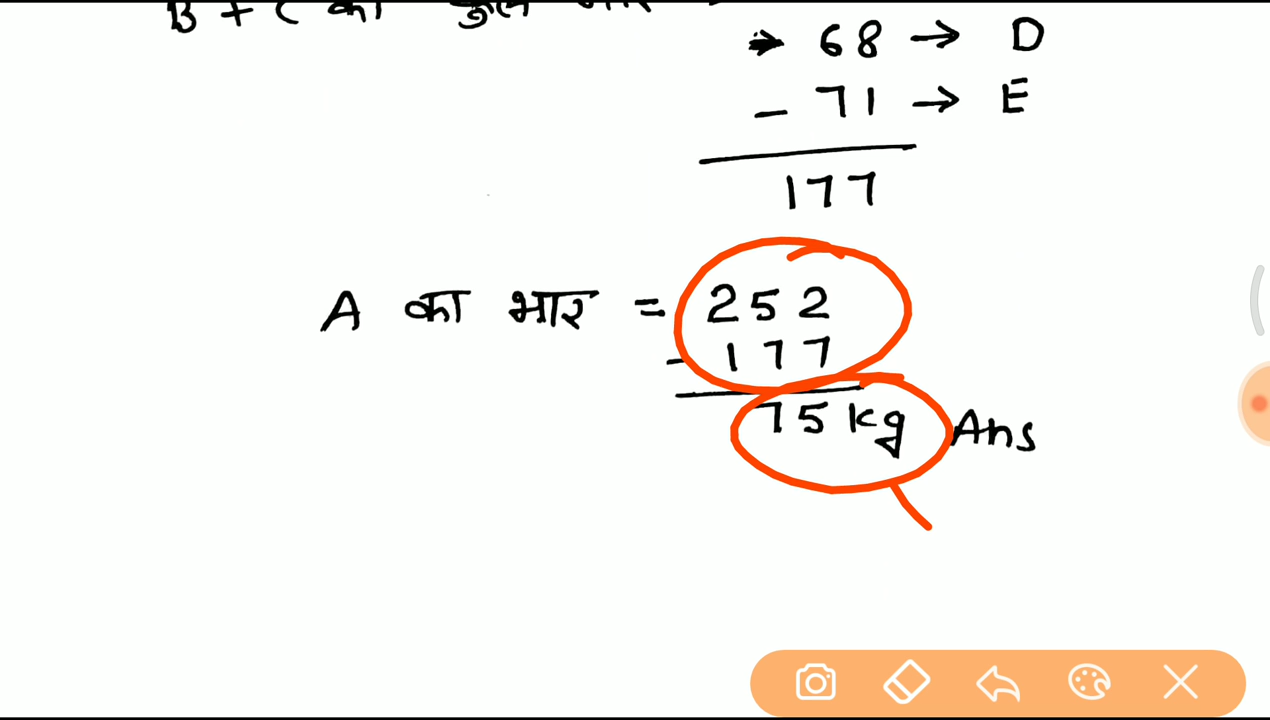 B + C का कुल भार
68 → D
- 71 → E
177
A का भार = 252
- 177
75 kg Ans